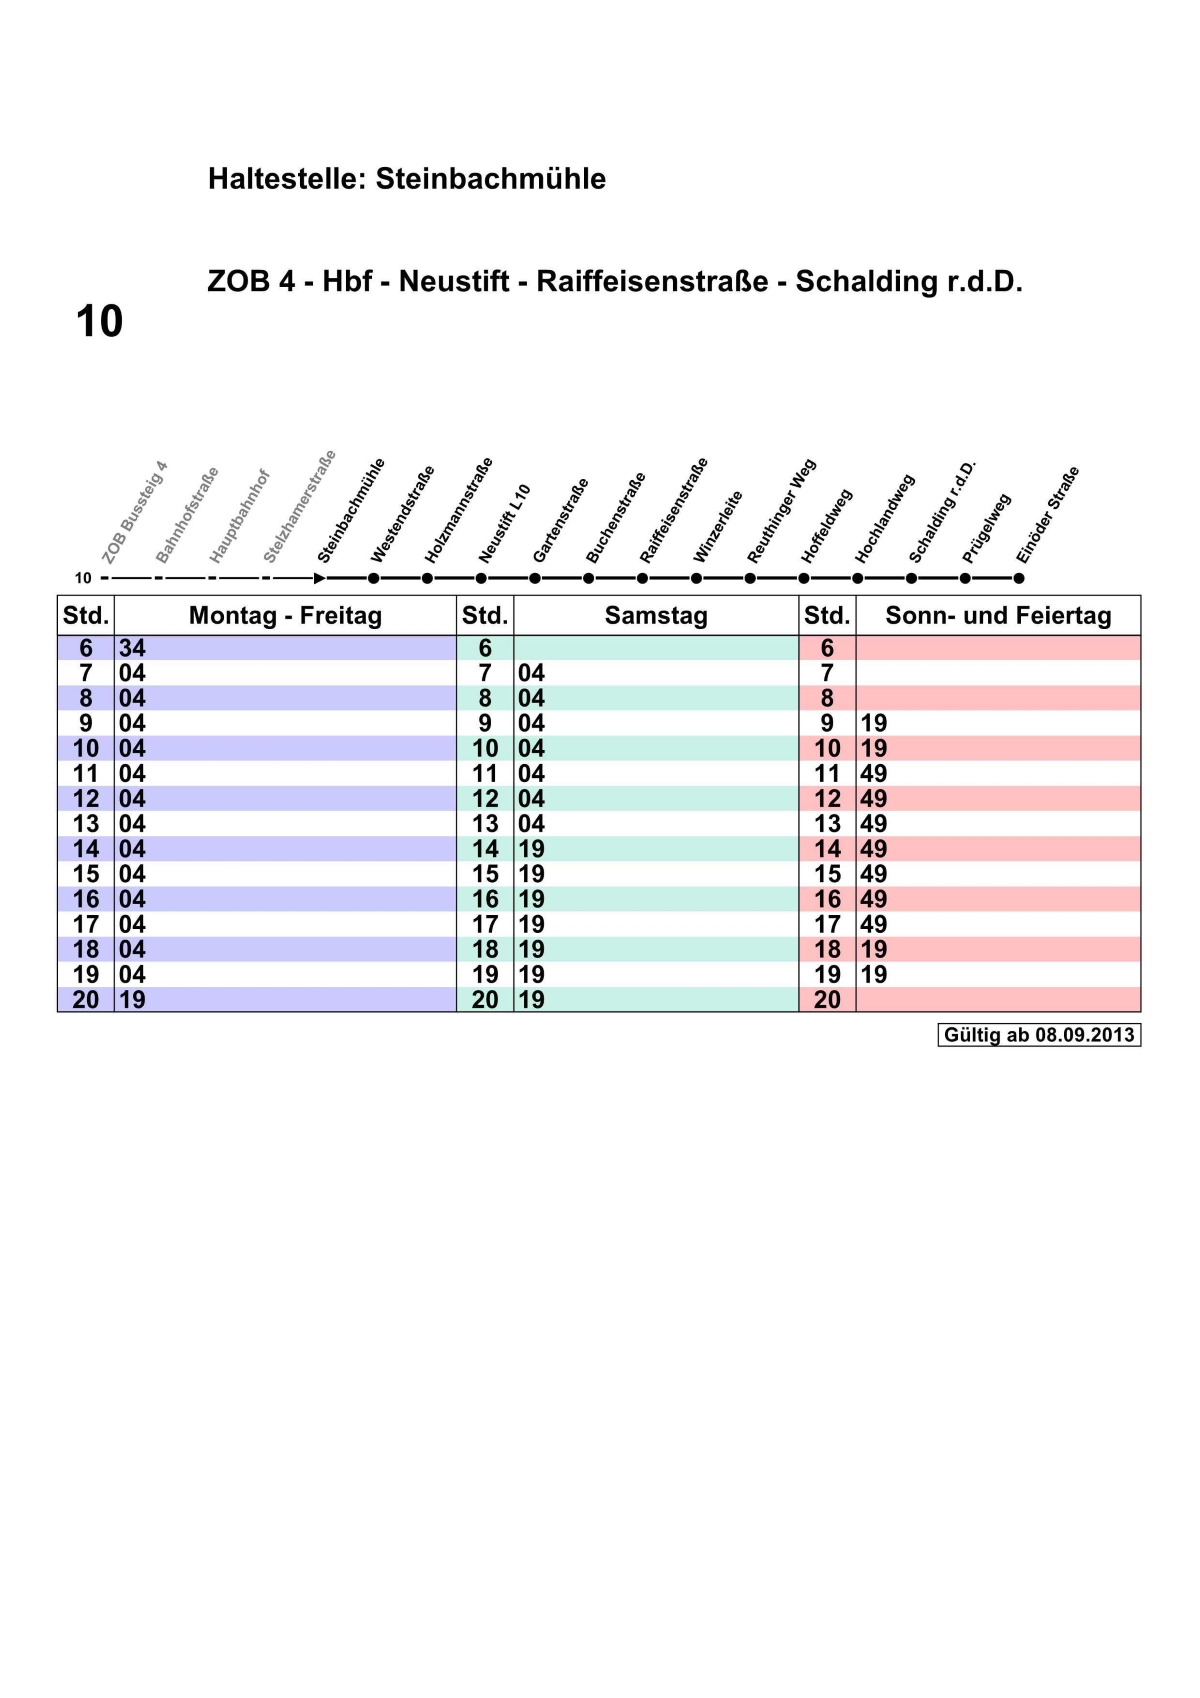 Haltestelle: Steinbachmühle
ZOB 4 - Hbf - Neustift - Raiffeisenstraße - Schalding r.d.D.
10
ZOB Bussteig 4
Bahnhofstraße
Hauptbahnhof
Stelzhamerstraße
Steinbachmühle
Westendstraße
Holzmannstraße
Neustift L10
Gartenstraße
Buchenstraße
Raiffeisenstraße
Winzerleite
Reuthinger Weg
Hoffeldweg
Hochlandweg
Schalding r.d.D.
Prügelweg
Einöder Straße
10
Std. Montag - Freitag Std. Samstag Std. Sonn- und Feiertag
6 34 6 6
7 04 7 04 7
8 04 8 04 8
9 04 9 04 9 19
10 04 10 04 10 19
11 04 11 04 11 49
12 04 12 04 12 49
13 04 13 04 13 49
14 04 14 19 14 49
15 04 15 19 15 49
16 04 16 19 16 49
17 04 17 19 17 49
18 04 18 19 18 19
19 04 19 19 19 19
20 19 20 19 20
Gültig ab 08.09.2013